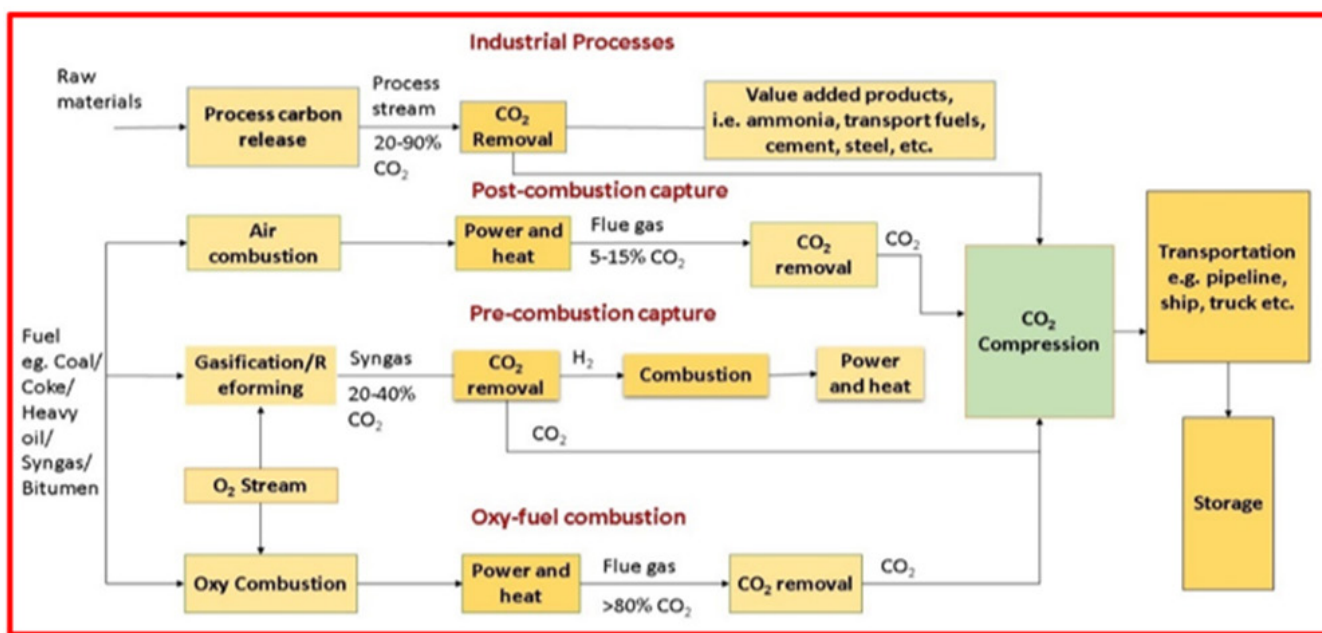 Industrial Processes
Raw
materials
Process carbon
release
Process
stream
20-90%
CO₂
CO₂
Removal
Value added products,
i.e. ammonia, transport fuels,
cement, steel, etc.
Post-combustion capture
Air
combustion
Power and
heat
Flue gas
5-15% CO₂
CO₂
removal
CO₂
Pre-combustion capture
Fuel
eg. Coal/
Coke/
Heavy
oil/
Syngas/
Bitumen
Gasification/R
eforming
Syngas
20-40%
CO₂
CO₂
removal
H₂
Combustion
Power
and heat
CO₂
O₂ Stream
Oxy-fuel combustion
Oxy Combustion
Power and
heat
Flue gas
>80% CO₂
CO₂ removal
CO₂
CO₂
Compression
Transportation
e.g. pipeline,
ship, truck etc.
Storage